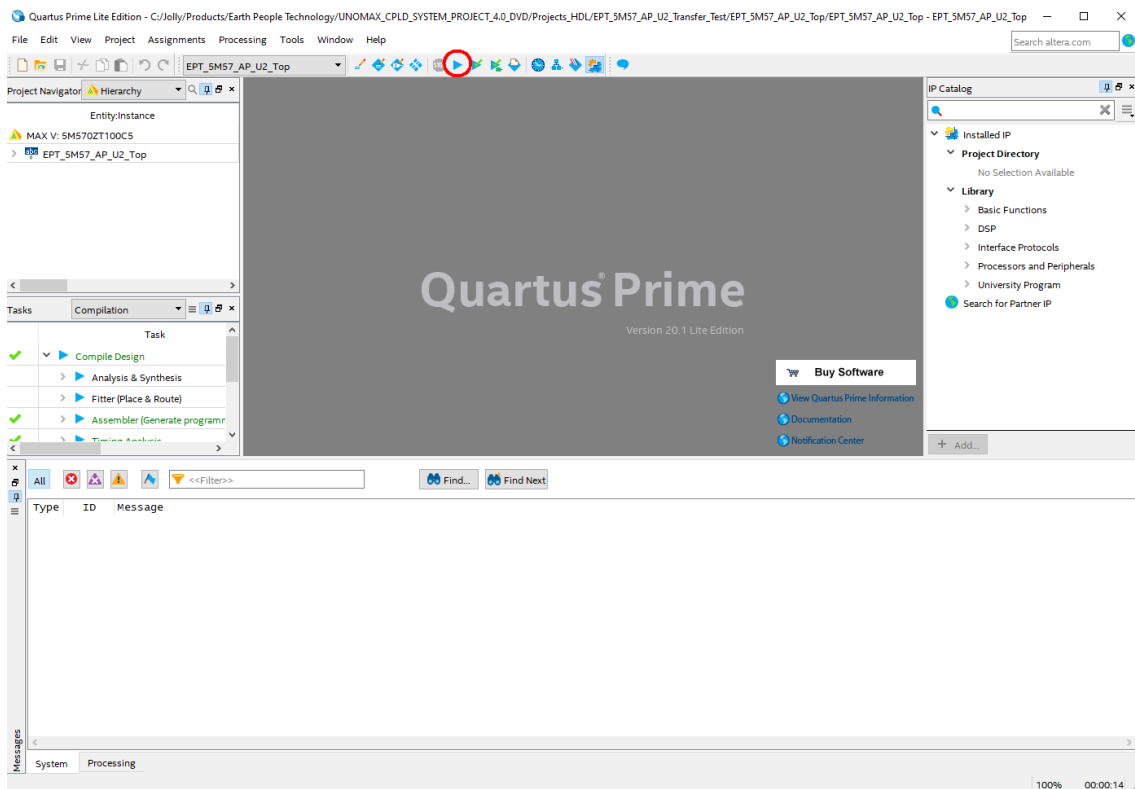 Quartus Prime Lite Edition - C:/Jolly/Products/Earth People Technology/UNOMAX_CPLD_SYSTEM_PROJECT_4.0_DVD/Projects_HDL/EPT_5M57_AP_U2_Transfer_Test/EPT_5M57_AP_U2_Top/EPT_5M57_AP_U2_Top - EPT_5M57_AP_U2_Top
File Edit View Project Assignments Processing Tools Window Help
Search altera.com
EPT_5M57_AP_U2_Top
Project Navigator Hierarchy
Entity:Instance
MAX V: 5M570ZT100C5
EPT_5M57_AP_U2_Top
Tasks Compilation
Task
Compile Design
Analysis & Synthesis
Fitter (Place & Route)
Assembler (Generate programr
Timing Analysis
Quartus Prime
Version 20.1 Lite Edition
Buy Software
View Quartus Prime Information
Documentation
Notification Center
IP Catalog
Installed IP
Project Directory
No Selection Available
Library
Basic Functions
DSP
Interface Protocols
Processors and Peripherals
University Program
Search for Partner IP
+ Add...
All <<Filter>> Find... Find Next
Type ID Message
Messages
System Processing
100% 00:00:14